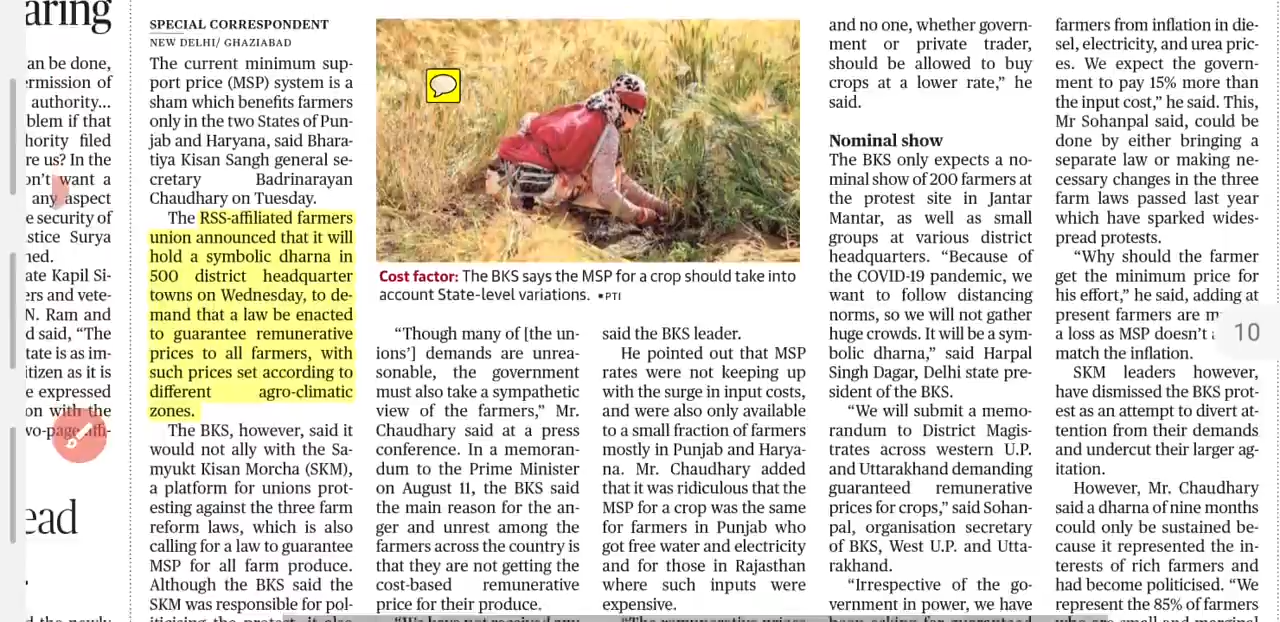 aring
an be done,
rmission of
authority...
blem if that
hority filed
re us? In the
on't want a
any aspect
e security of
stice Surya
ned.
ate Kapil Si-
ers and vete-
N. Ram and
d said, "The
tate is as im-
itizen as it is
e expressed
on with the
ead
SPECIAL CORRESPONDENT
NEW DELHI/ GHAZIABAD
The current minimum sup-
port price (MSP) system is a
sham which benefits farmers
only in the two States of Pun-
jab and Haryana, said Bhara-
tiya Kisan Sangh general se-
cretary Badrinarayan
Chaudhary on Tuesday.
The RSS-affiliated farmers
union announced that it will
hold a symbolic dharna in
500 district headquarter
towns on Wednesday, to de-
mand that a law be enacted
to guarantee remunerative
prices to all farmers, with
such prices set according to
different agro-climatic
zones.
The BKS, however, said it
would not ally with the Sa-
myukt Kisan Morcha (SKM),
a platform for unions prot-
esting against the three farm
reform laws, which is also
calling for a law to guarantee
MSP for all farm produce.
Although the BKS said the
SKM was responsible for pol-
Cost factor: The BKS says the MSP for a crop should take into
account State-level variations. ▪PTI
"Though many of [the un-
ions'] demands are unrea-
sonable, the government
must also take a sympathetic
view of the farmers," Mr.
Chaudhary said at a press
conference. In a memoran-
dum to the Prime Minister
on August 11, the BKS said
the main reason for the an-
ger and unrest among the
farmers across the country is
that they are not getting the
cost-based remunerative
price for their produce.
said the BKS leader.
He pointed out that MSP
rates were not keeping up
with the surge in input costs,
and were also only available
to a small fraction of farmers
mostly in Punjab and Harya-
na. Mr. Chaudhary added
that it was ridiculous that the
MSP for a crop was the same
for farmers in Punjab who
got free water and electricity
and for those in Rajasthan
where such inputs were
expensive.
and no one, whether govern-
ment or private trader,
should be allowed to buy
crops at a lower rate," he
said.
Nominal show
The BKS only expects a no-
minal show of 200 farmers at
the protest site in Jantar
Mantar, as well as small
groups at various district
headquarters. "Because of
the COVID-19 pandemic, we
want to follow distancing
norms, so we will not gather
huge crowds. It will be a sym-
bolic dharna," said Harpal
Singh Dagar, Delhi state pre-
sident of the BKS.
"We will submit a memo-
randum to District Magis-
trates across western U.P.
and Uttarakhand demanding
guaranteed remunerative
prices for crops," said Sohan-
pal, organisation secretary
of BKS, West U.P. and Utta-
rakhand.
"Irrespective of the go-
vernment in power, we have
farmers from inflation in die-
sel, electricity, and urea pric-
es. We expect the govern-
ment to pay 15% more than
the input cost," he said. This,
Mr Sohanpal said, could be
done by either bringing a
separate law or making ne-
cessary changes in the three
farm laws passed last year
which have sparked wides-
pread protests.
"Why should the farmer
get the minimum price for
his effort," he said, adding at
present farmers are
a loss as MSP doesn't
match the inflation.
SKM leaders however,
have dismissed the BKS prot-
est as an attempt to divert at-
tention from their demands
and undercut their larger ag-
itation.
However, Mr. Chaudhary
said a dharna of nine months
could only be sustained be-
cause it represented the in-
terests of rich farmers and
had become politicised. "We
represent the 85% of farmers
10